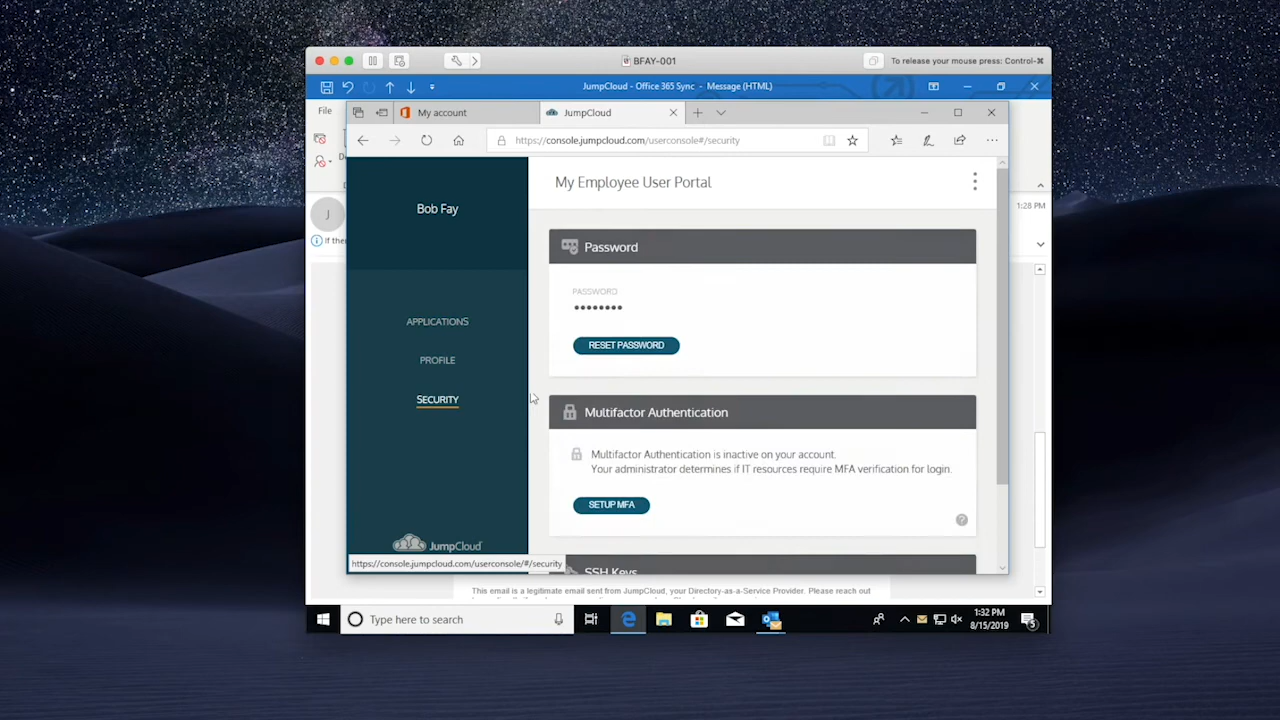 BFAY-001
To release your mouse press: Control-⌘
JumpCloud - Office 365 Sync - Message (HTML)
File
My account
JumpCloud
https://console.jumpcloud.com/userconsole#/security
J
1:28 PM
If there
Bob Fay
APPLICATIONS
PROFILE
SECURITY
JumpCloud
My Employee User Portal
Password
PASSWORD
••••••••
RESET PASSWORD
Multifactor Authentication
Multifactor Authentication is inactive on your account.
Your administrator determines if IT resources require MFA verification for login.
SETUP MFA
?
SSH Keys
https://console.jumpcloud.com/userconsole/#/security
This email is a legitimate email sent from JumpCloud, your Directory-as-a-Service Provider. Please reach out
Type here to search
1:32 PM
8/15/2019
5